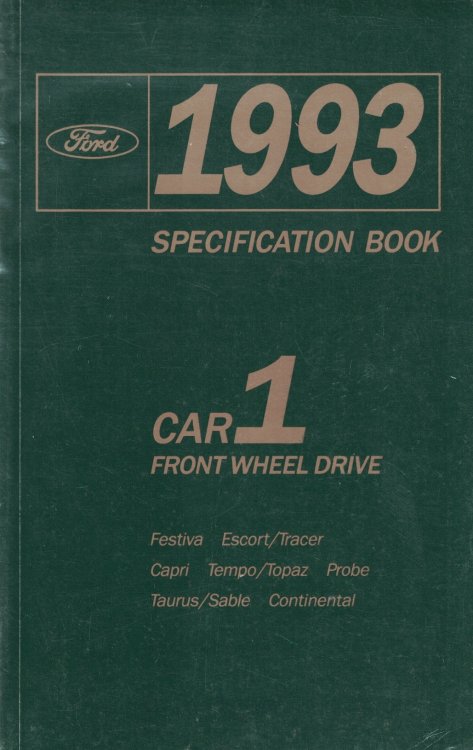 Ford
1993
SPECIFICATION BOOK
CAR 1
FRONT WHEEL DRIVE
Festiva Escort/Tracer
Capri Tempo/Topaz Probe
Taurus/Sable Continental